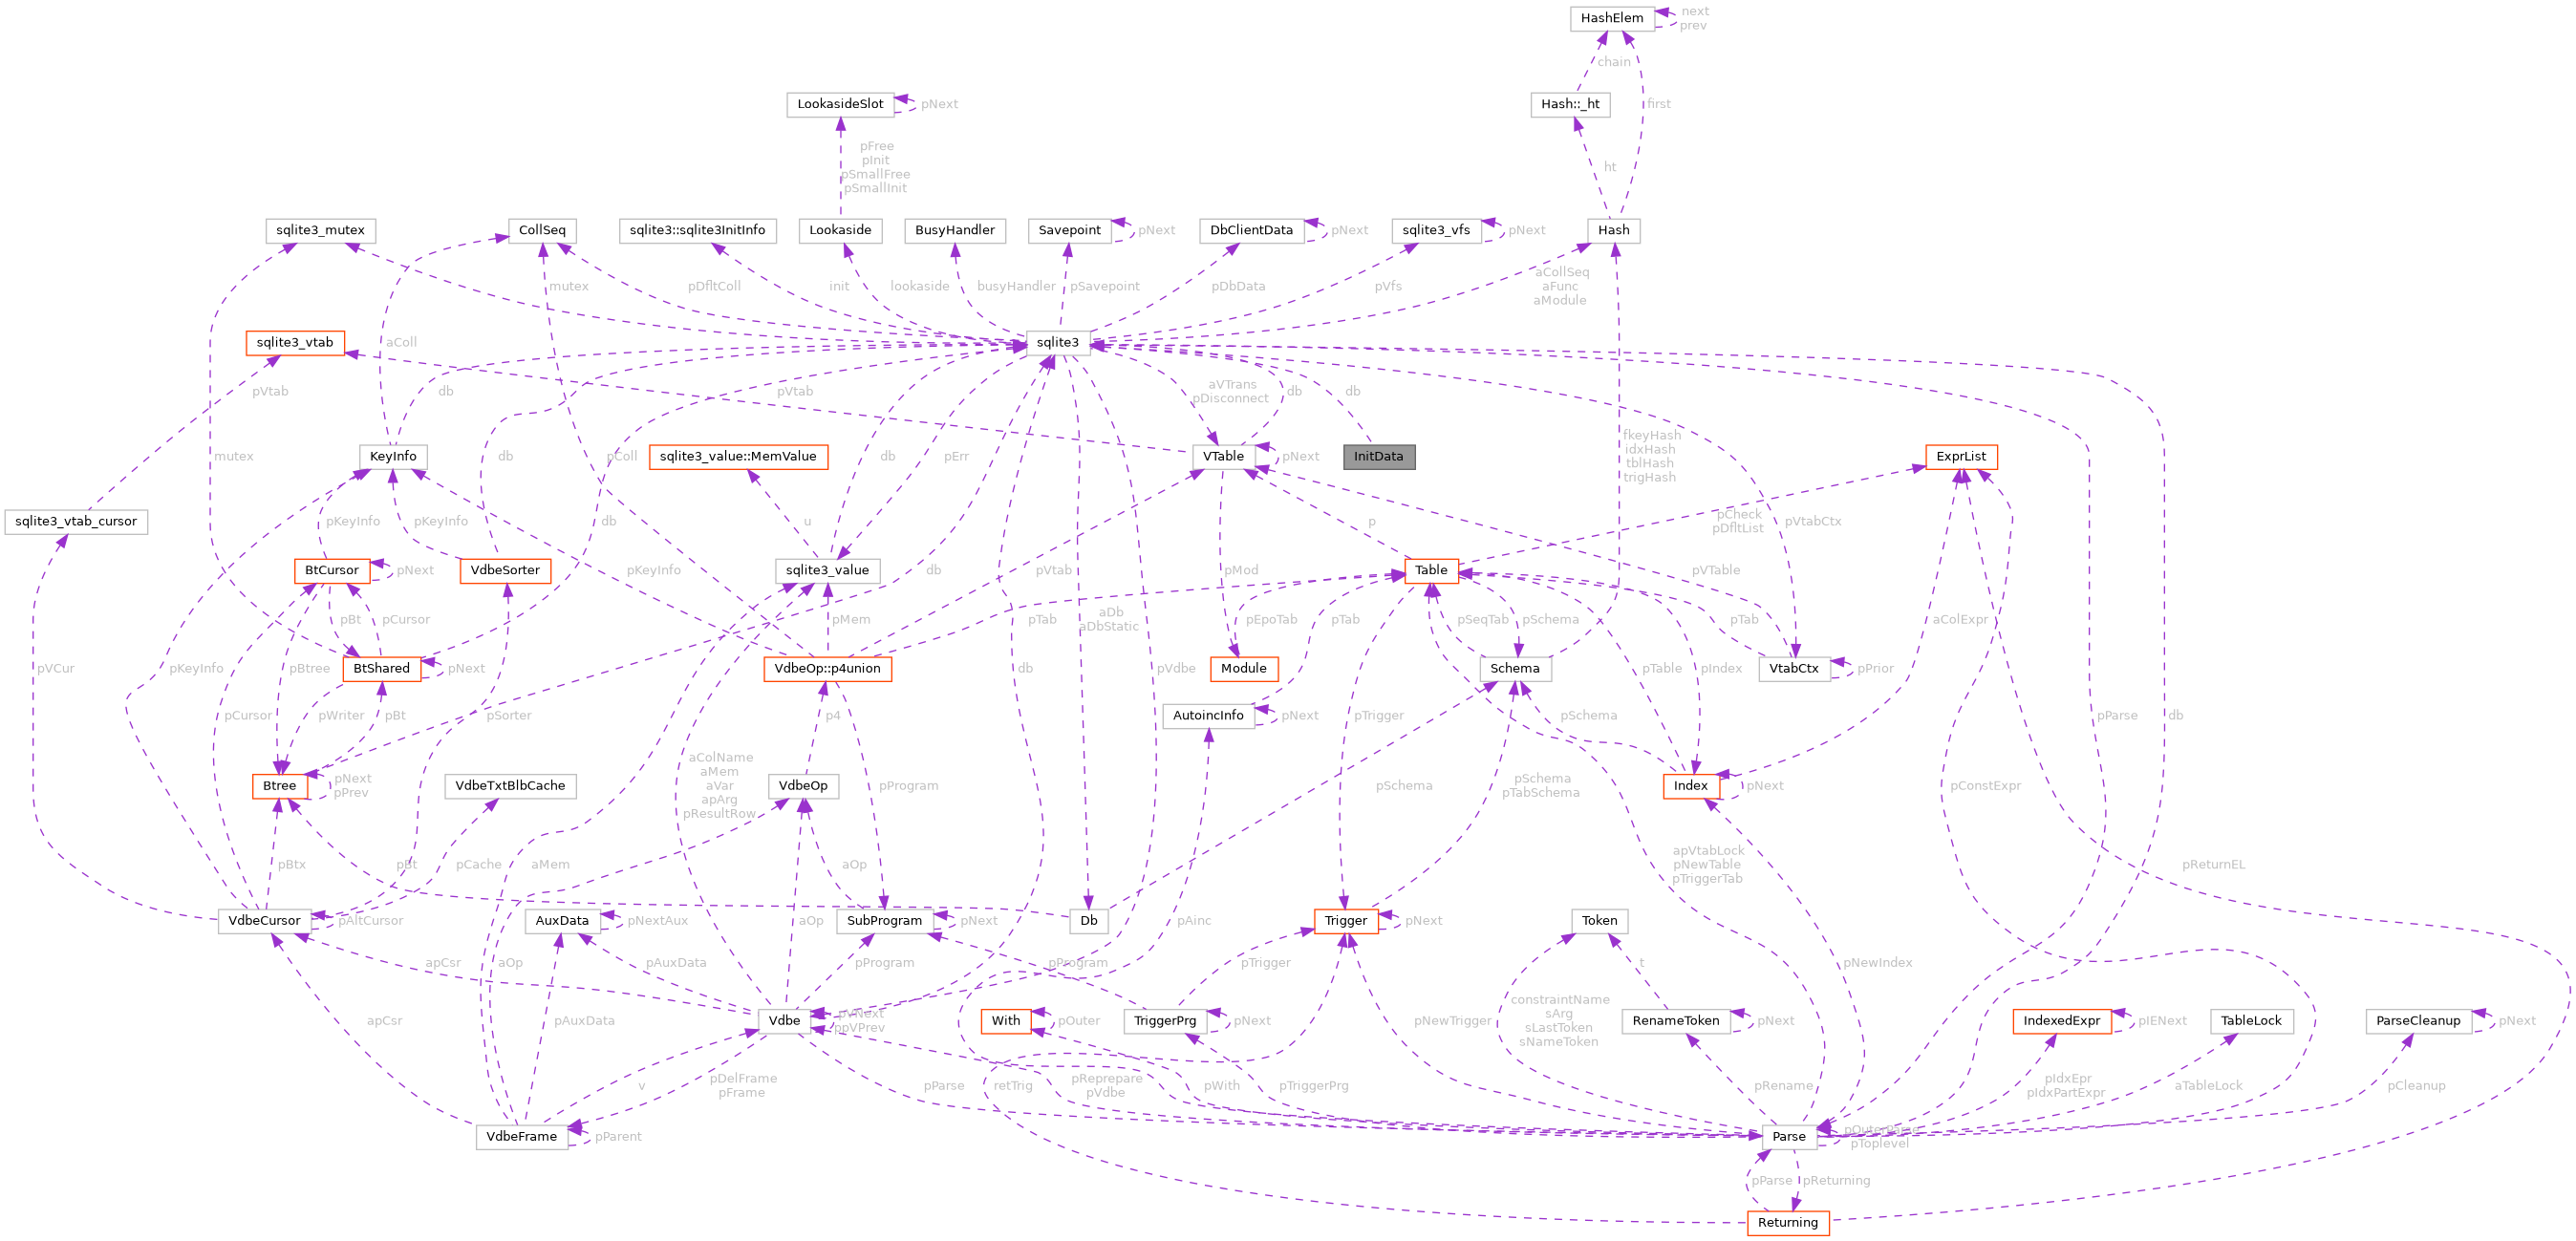 HashElem
next
prev
chain
LookasideSlot
pNext
Hash::_ht
first
pFree
pInit
pSmallFree
pSmallInit
ht
sqlite3_mutex
CollSeq
sqlite3::sqlite3InitInfo
Lookaside
BusyHandler
Savepoint
pNext
DbClientData
pNext
sqlite3_vfs
pNext
Hash
mutex
pDfltColl
init
lookaside
busyHandler
pSavepoint
pDbData
pVfs
aCollSeq
aFunc
aModule
sqlite3_vtab
aColl
sqlite3
pVtab
db
pVtab
aVTrans
pDisconnect
db
db
mutex
KeyInfo
db
pColl
sqlite3_value::MemValue
pErr
db
VTable
pNext
InitData
fkeyHash
idxHash
tblHash
trigHash
ExprList
sqlite3_vtab_cursor
pKeyInfo
pKeyInfo
db
u
p
pCheck
pDfltList
pVtabCtx
BtCursor
pNext
VdbeSorter
pKeyInfo
sqlite3_value
db
pVtab
pMod
Table
pVTable
pBt
pCursor
pMem
pTab
aDb
aDbStatic
pEpoTab
pTab
pSeqTab
pSchema
pTab
aColExpr
pVCur
pKeyInfo
pBtree
BtShared
pNext
VdbeOp::p4union
db
pVdbe
Module
Schema
pTable
pIndex
VtabCtx
pPrior
pCursor
pWriter
pBt
pSorter
p4
AutoincInfo
pNext
pTrigger
pSchema
pParse
db
Btree
pNext
pPrev
VdbeTxtBlbCache
aColName
aMem
aVar
apArg
pResultRow
VdbeOp
pProgram
pSchema
pSchema
pTabSchema
Index
pNext
pConstExpr
pBtx
pBt
pCache
aMem
aOp
apVtabLock
pNewTable
pTriggerTab
pReturnEL
VdbeCursor
pAltCursor
AuxData
pNextAux
aOp
SubProgram
pNext
Db
pAinc
Trigger
pNext
Token
apCsr
aOp
pAuxData
pProgram
pProgram
pTrigger
pNewTrigger
t
pNewIndex
apCsr
pAuxData
Vdbe
pVNext
ppVPrev
With
pOuter
TriggerPrg
pNext
constraintName
sArg
sLastToken
sNameToken
RenameToken
pNext
IndexedExpr
pIENext
TableLock
ParseCleanup
pNext
v
pDelFrame
pFrame
pParse
retTrig
pReprepare
pVdbe
pWith
pTriggerPrg
pRename
pIdxEpr
pIdxPartExpr
aTableLock
pCleanup
VdbeFrame
pParent
Parse
pOuterParse
pToplevel
pParse
pReturning
Returning